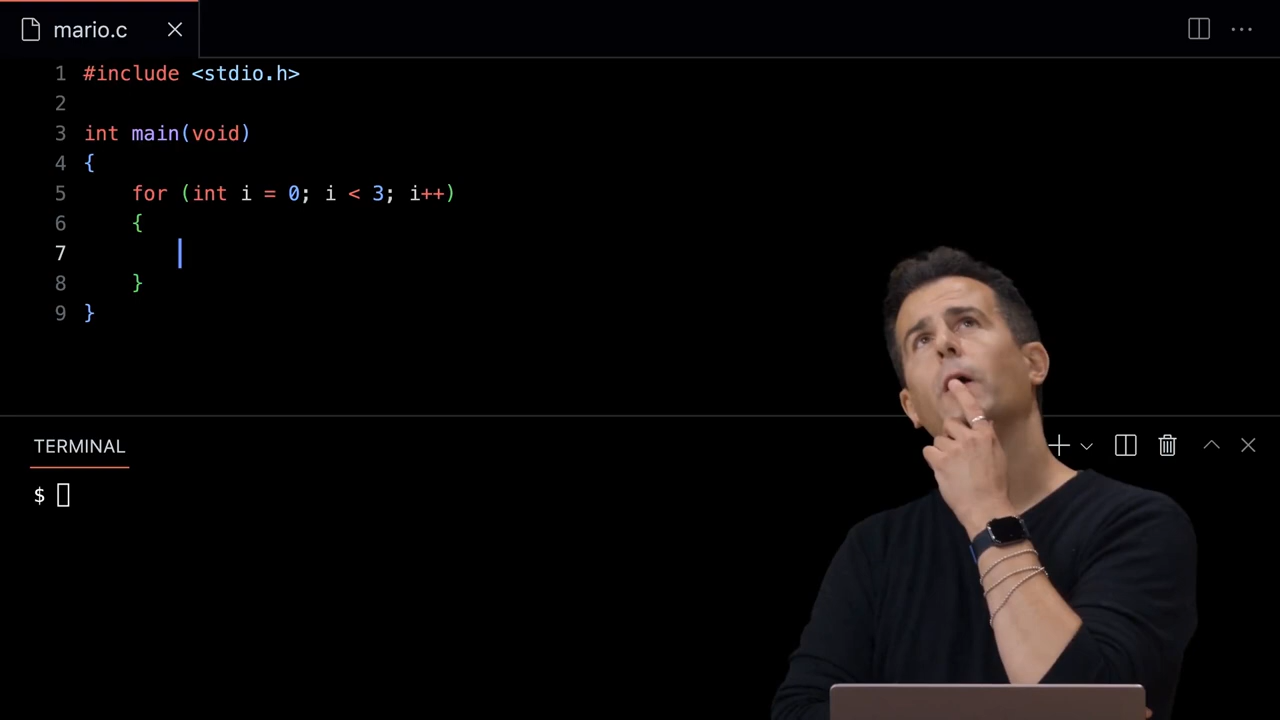 mario.c
1 #include <stdio.h>
2
3 int main(void)
4 {
5     for (int i = 0; i < 3; i++)
6     {
7
8     }
9 }
TERMINAL
$